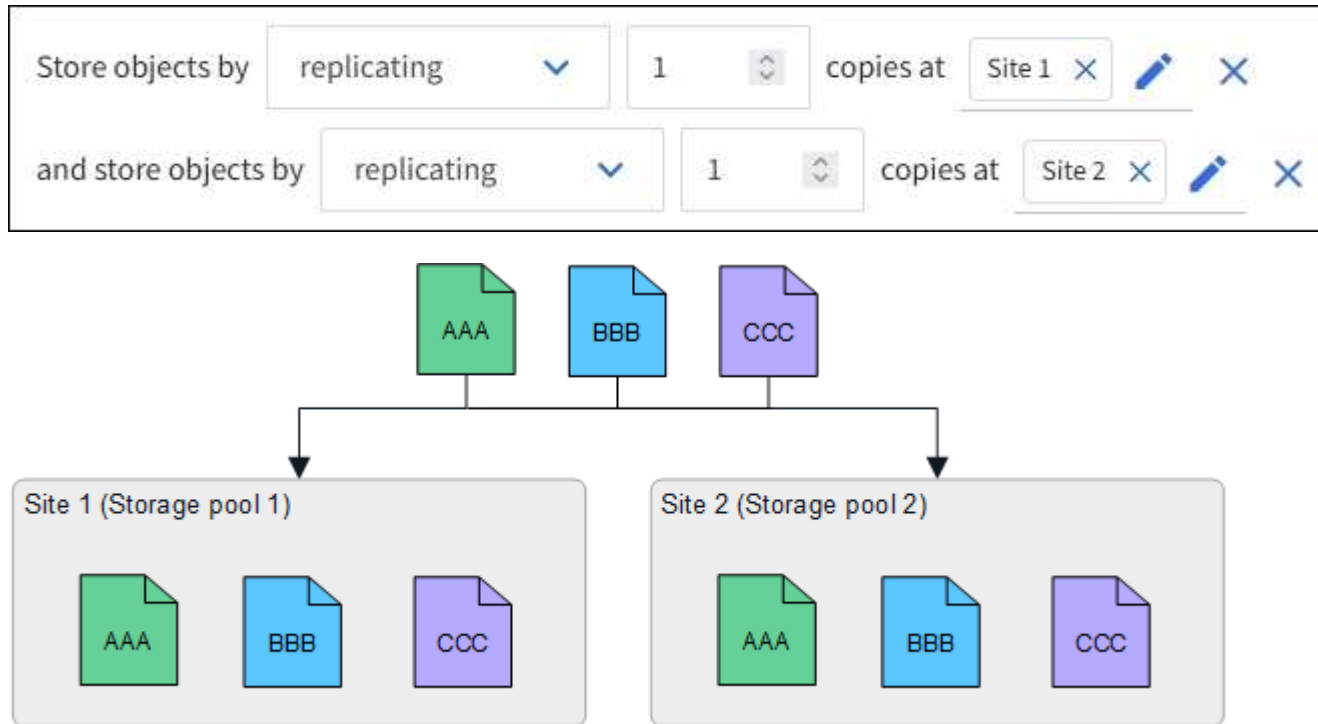 Store objects by replicating 1 copies at Site 1
and store objects by replicating 1 copies at Site 2
AAA BBB CCC
Site 1 (Storage pool 1)
AAA BBB CCC
Site 2 (Storage pool 2)
AAA BBB CCC